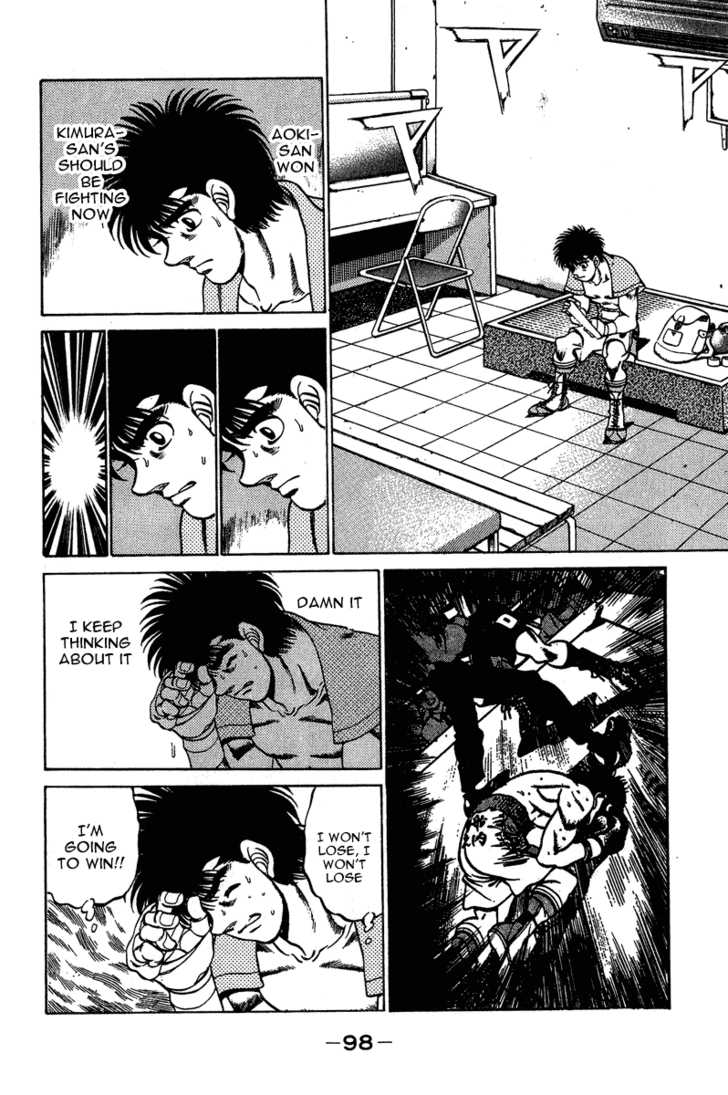 AOKI-
SAN
WON
KIMURA-
SAN'S
SHOULD
BE
FIGHTING
NOW
DAMN IT
I KEEP
THINKING
ABOUT IT
I WON'T
LOSE, I
WON'T
LOSE
I'M
GOING
TO WIN!!
—98—